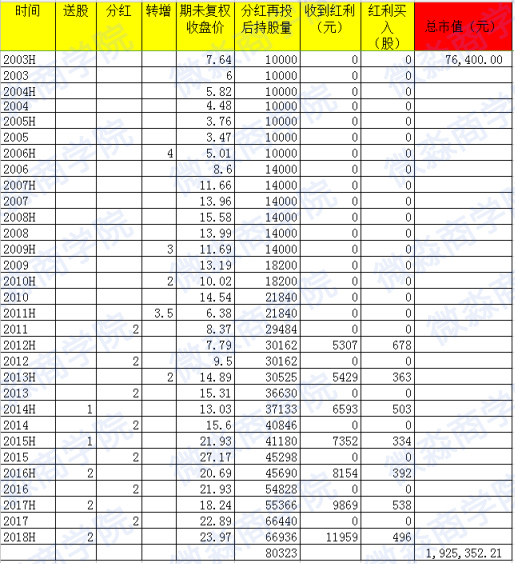 时间 送股 分红 转增 期未复权收盘价 分红再投后持股量 收到红利（元） 红利买入（股） 总市值（元）
2003H 7.64 10000 0 0 76,400.00
2003 6 10000 0 0
2004H 5.82 10000 0 0
2004 4.48 10000 0 0
2005H 3.76 10000 0 0
2005 3.47 10000 0 0
2006H 4 5.01 10000 0 0
2006 8.6 14000 0 0
2007H 11.66 14000 0 0
2007 13.96 14000 0 0
2008H 15.58 14000 0 0
2008 13.99 14000 0 0
2009H 3 11.69 14000 0 0
2009 13.19 18200 0 0
2010H 2 10.02 18200 0 0
2010 14.54 21840 0 0
2011H 3.5 6.38 21840 0 0
2011 2 8.37 29484 0 0
2012H 7.79 30162 5307 678
2012 2 9.5 30162 0 0
2013H 2 14.89 30525 5429 363
2013 2 15.31 36630 0 0
2014H 1 13.03 37133 6593 503
2014 2 15.6 40846 0 0
2015H 1 21.93 41180 7352 334
2015 2 27.17 45298 0 0
2016H 2 20.69 45690 8154 392
2016 2 21.93 54828 0 0
2017H 2 18.24 55366 9869 538
2017 2 22.89 66440 0 0
2018H 2 23.97 66936 11959 496
80323 1,925,352.21
微淼商学院